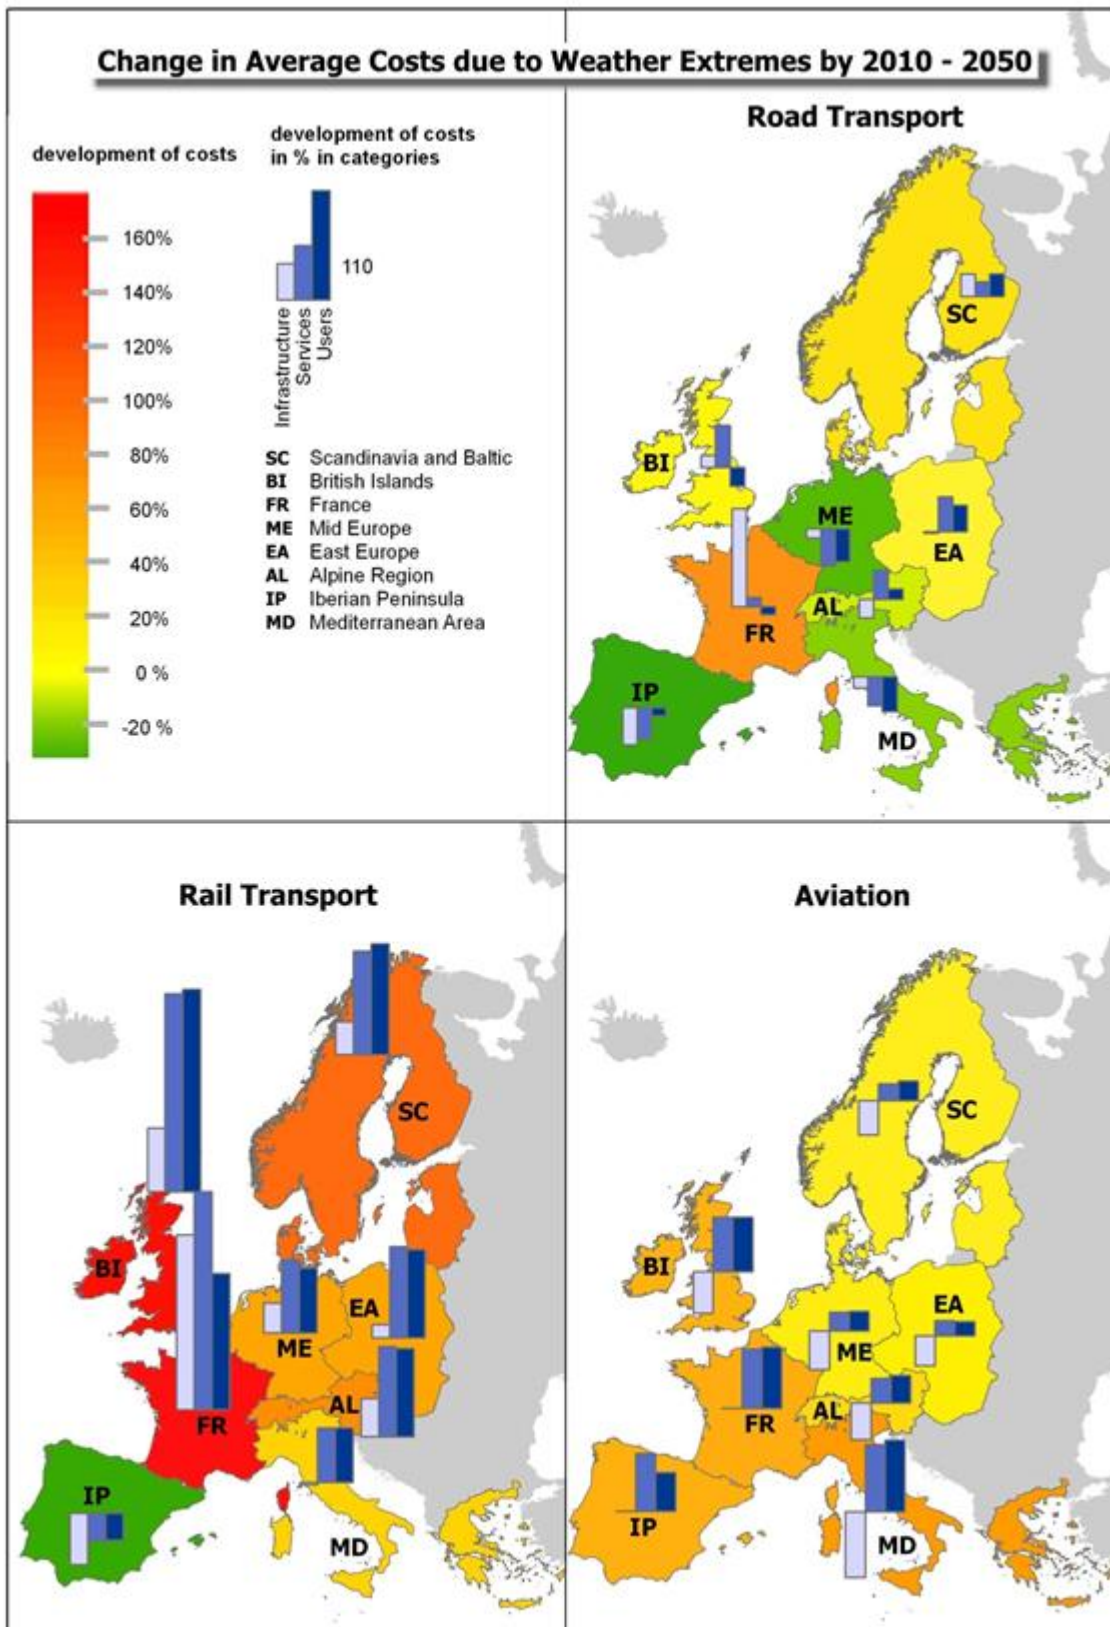 Change in Average Costs due to Weather Extremes by 2010 - 2050
development of costs
160%
140%
120%
100%
80%
60%
40%
20%
0 %
-20 %
development of costs
in % in categories
110
Infrastructure
Services
Users
SC Scandinavia and Baltic
BI British Islands
FR France
ME Mid Europe
EA East Europe
AL Alpine Region
IP Iberian Peninsula
MD Mediterranean Area
Road Transport
SC
BI
ME
EA
AL
FR
IP
MD
Rail Transport
SC
BI
EA
ME
AL
FR
IP
MD
Aviation
SC
BI
EA
ME
AL
FR
IP
MD